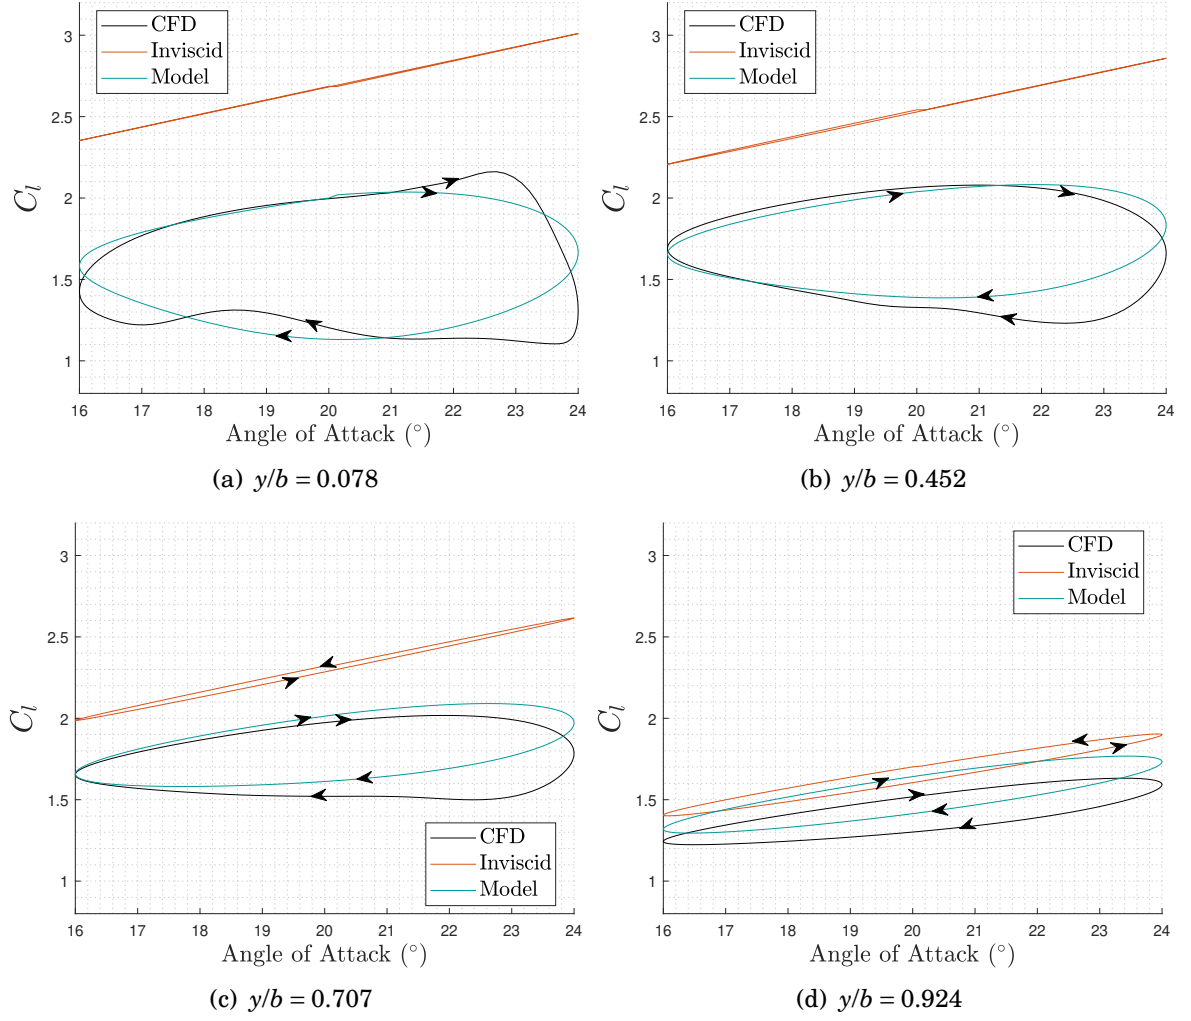 CFD
Inviscid
Model
3
2.5
2
1.5
1
C_l
16 17 18 19 20 21 22 23 24
Angle of Attack (°)
(a) y/b = 0.078
CFD
Inviscid
Model
3
2.5
2
1.5
1
C_l
16 17 18 19 20 21 22 23 24
Angle of Attack (°)
(b) y/b = 0.452
3
2.5
2
1.5
1
C_l
CFD
Inviscid
Model
16 17 18 19 20 21 22 23 24
Angle of Attack (°)
(c) y/b = 0.707
CFD
Inviscid
Model
3
2.5
2
1.5
1
C_l
16 17 18 19 20 21 22 23 24
Angle of Attack (°)
(d) y/b = 0.924